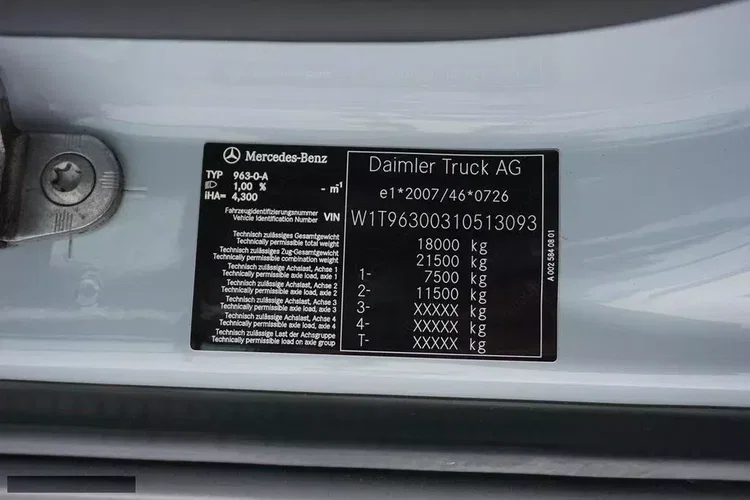 Mercedes-Benz
TYP 963-0-A
1,00 % - m⁻¹
iHA= 4,300
Fahrzeugidentifizierungsnummer
Vehicle Identification Number VIN
Technisch zulässiges Gesamtgewicht
Technically permissible total weight
Technisch zulässiges Zug-Gesamtgewicht
Technically permissible combination weight
Technisch zulässige Achslast, Achse 1
Technically permissible axle load, axle 1
Technisch zulässige Achslast, Achse 2
Technically permissible axle load, axle 2
Technisch zulässige Achslast, Achse 3
Technically permissible axle load, axle 3
Technisch zulässige Achslast, Achse 4
Technically permissible axle load, axle 4
Technisch zulässige Last der Achsgruppe
Technically permissible load on axle group
Daimler Truck AG
e1*2007/46*0726
W1T96300310513093
18000 kg
21500 kg
1- 7500 kg
2- 11500 kg
3- XXXXX kg
4- XXXXX kg
T- XXXXX kg
A 002 584 08 01